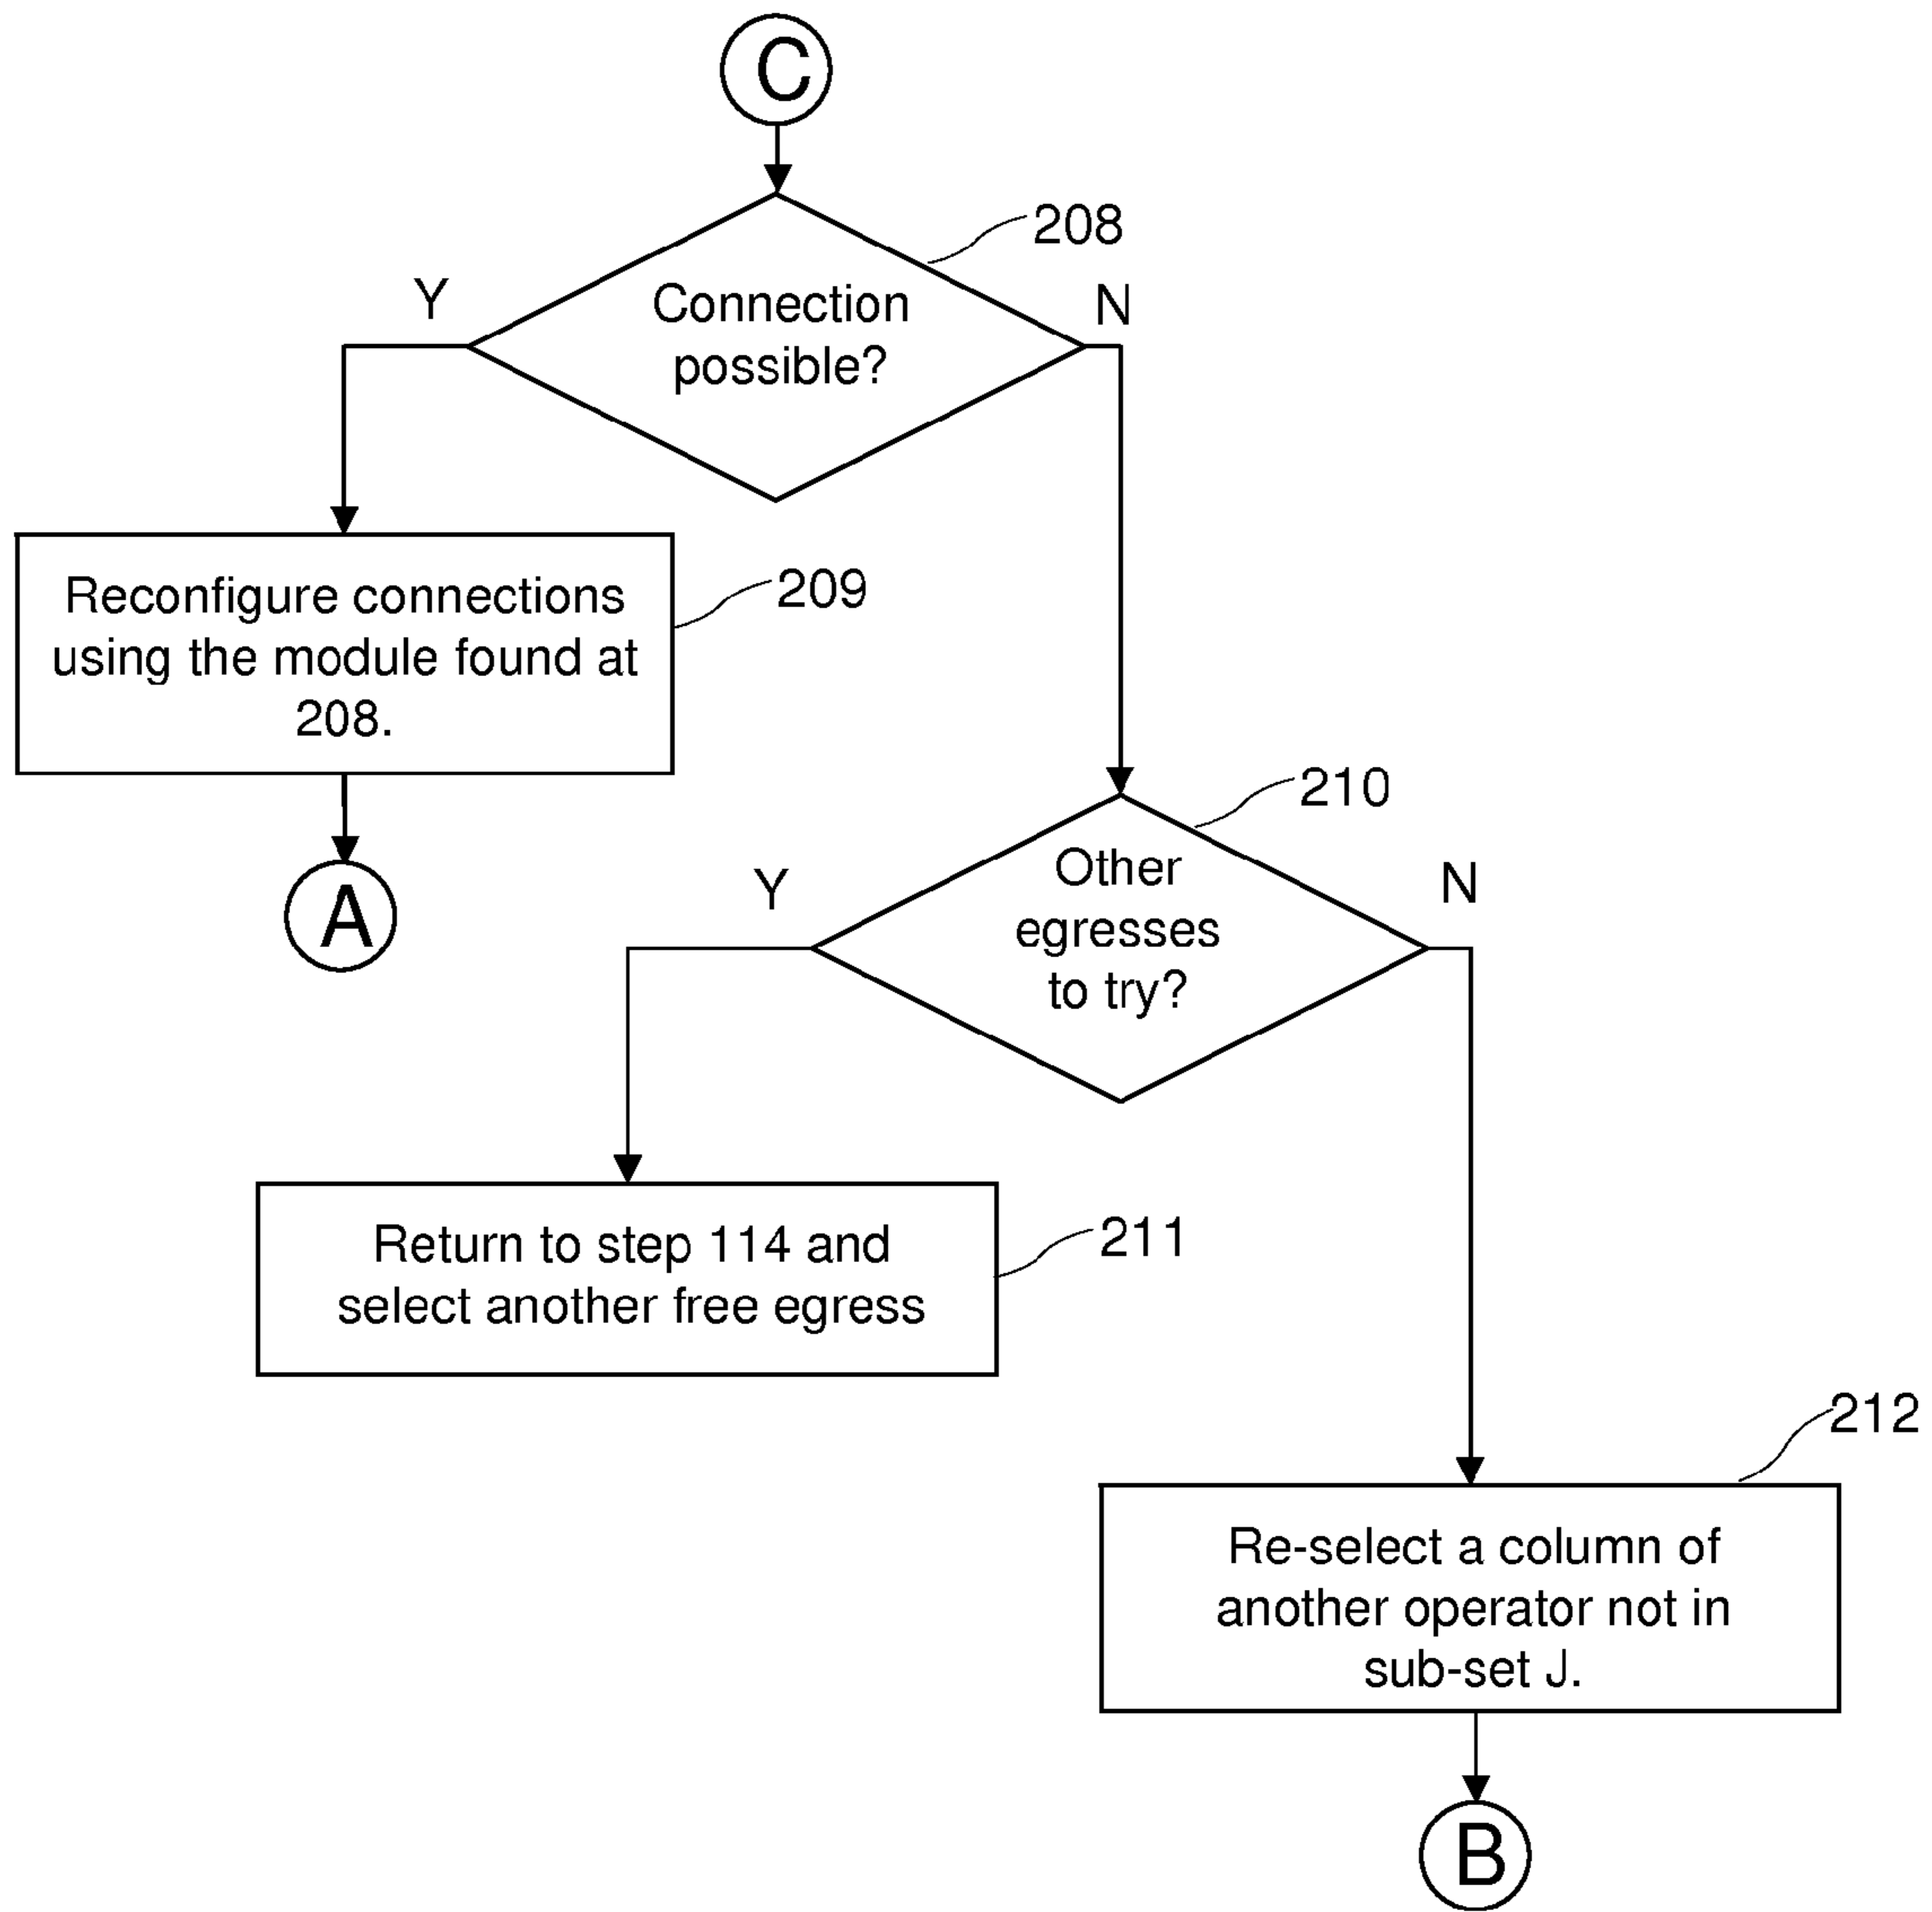 C
208
Y
N
Connection
possible?
209
Reconfigure connections
using the module found at
208.
210
A
Y
N
Other
egresses
to try?
211
Return to step 114 and
select another free egress
212
Re-select a column of
another operator not in
sub-set J.
B